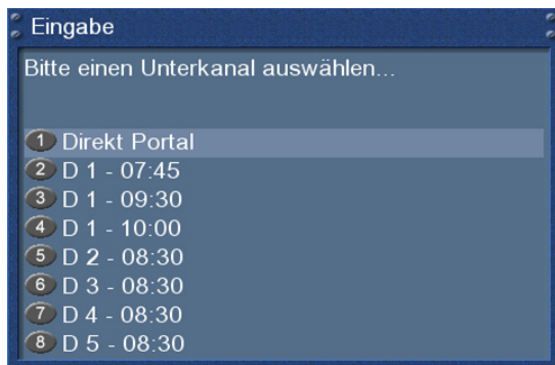 Eingabe
Bitte einen Unterkanal auswählen...
1 Direkt Portal
2 D 1 - 07:45
3 D 1 - 09:30
4 D 1 - 10:00
5 D 2 - 08:30
6 D 3 - 08:30
7 D 4 - 08:30
8 D 5 - 08:30